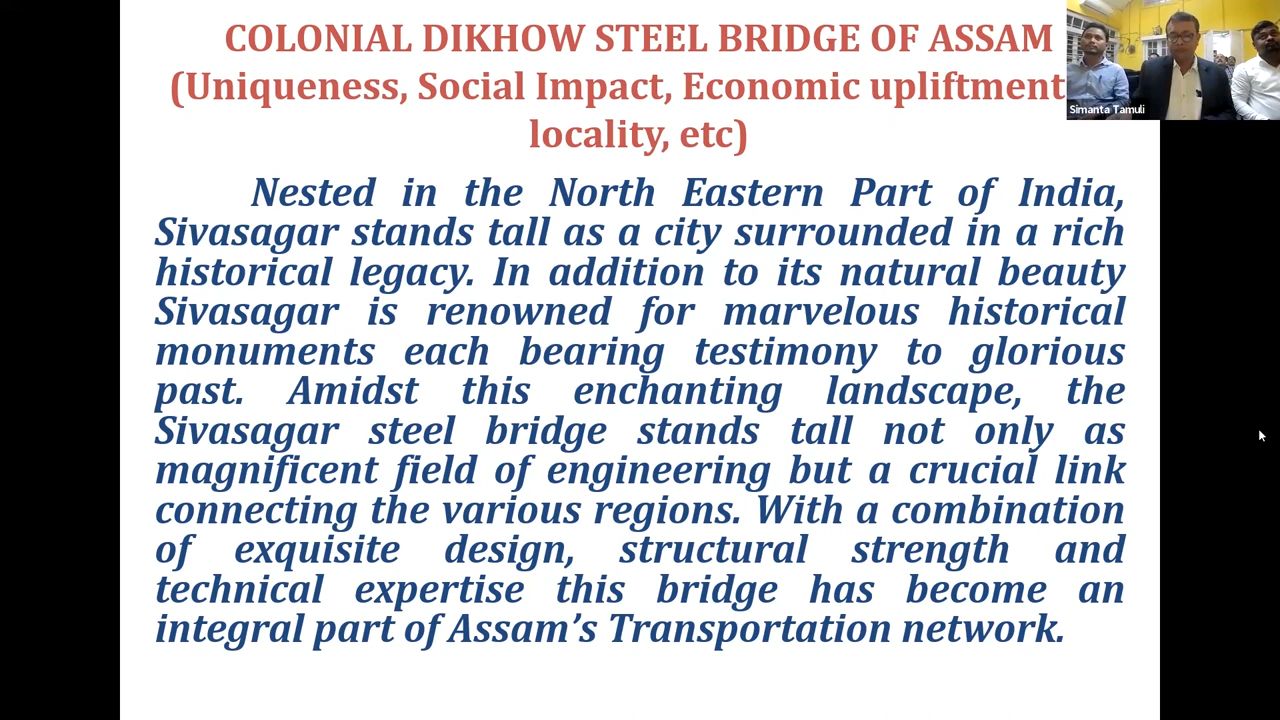 COLONIAL DIKHOW STEEL BRIDGE OF ASSAM
(Uniqueness, Social Impact, Economic upliftment
locality, etc)
Simanta Tamuli
Nested in the North Eastern Part of India,
Sivasagar stands tall as a city surrounded in a rich
historical legacy. In addition to its natural beauty
Sivasagar is renowned for marvelous historical
monuments each bearing testimony to glorious
past. Amidst this enchanting landscape, the
Sivasagar steel bridge stands tall not only as
magnificent field of engineering but a crucial link
connecting the various regions. With a combination
of exquisite design, structural strength and
technical expertise this bridge has become an
integral part of Assam’s Transportation network.